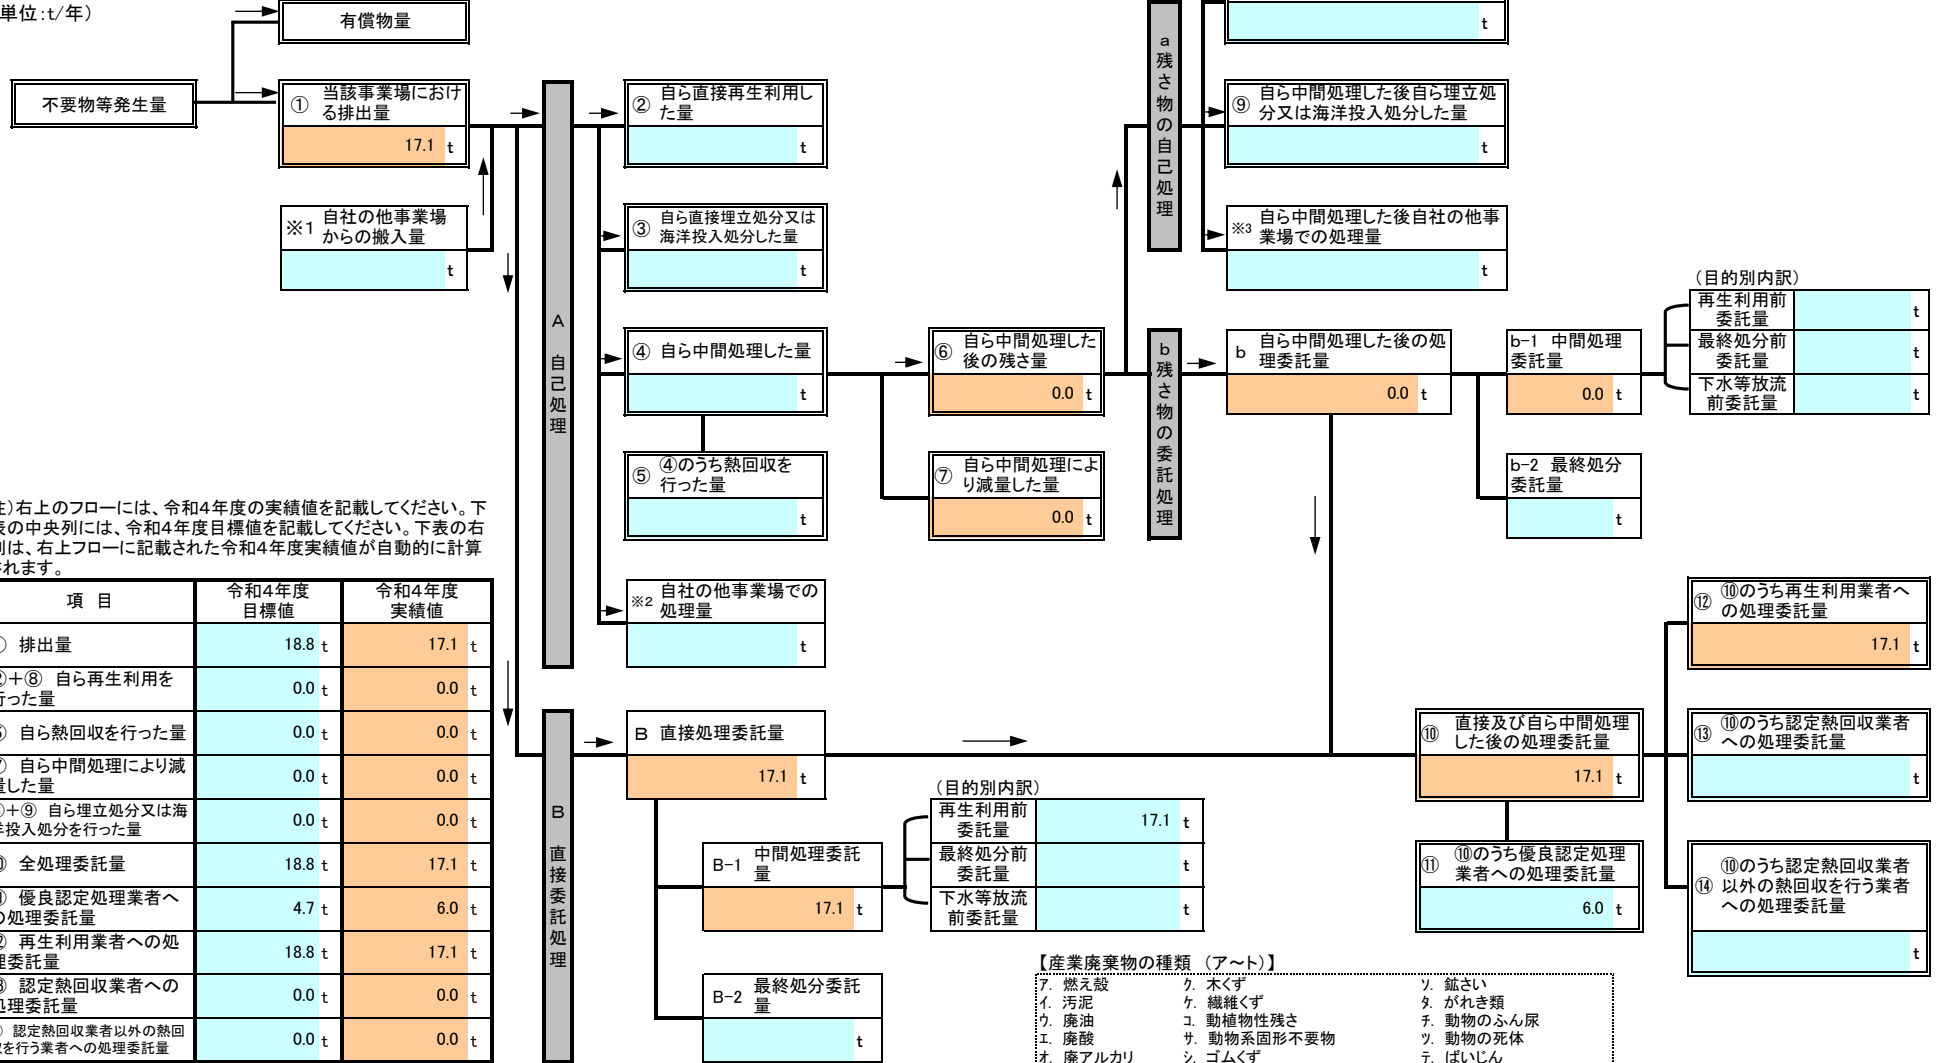 単位:t/年）
有償物量
不要物等発生量
① 当該事業場におけ
る排出量
17.1 t
※1 自社の他事業場
からの搬入量
t
A 自己処理
② 自ら直接再生利用し
た量
t
③ 自ら直接埋立処分又は
海洋投入処分した量
t
④ 自ら中間処理した量
t
⑤ ④のうち熱回収を
行った量
t
※2 自社の他事業場での
処理量
t
⑥ 自ら中間処理した
後の残さ量
0.0 t
⑦ 自ら中間処理によ
り減量した量
0.0 t
a残さ物の自己処理
t
⑨ 自ら中間処理した後自ら埋立処
分又は海洋投入処分した量
t
※3 自ら中間処理した後自社の他事
業場での処理量
t
b残さ物の委託処理
b 自ら中間処理した後の処
理委託量
0.0 t
b-1 中間処理
委託量
0.0 t
（目的別内訳）
再生利用前
委託量 t
最終処分前
委託量 t
下水等放流
前委託量 t
b-2 最終処分
委託量
t
注）右上のフローには、令和4年度の実績値を記載してください。下
表の中央列には、令和4年度目標値を記載してください。下表の右
列は、右上フローに記載された令和4年度実績値が自動的に計算
されます。
項 目 令和4年度
目標値 令和4年度
実績値
① 排出量 18.8 t 17.1 t
②+⑧ 自ら再生利用を
行った量 0.0 t 0.0 t
⑤ 自ら熱回収を行った量 0.0 t 0.0 t
⑦ 自ら中間処理により減
量した量 0.0 t 0.0 t
③+⑨ 自ら埋立処分又は海
洋投入処分を行った量 0.0 t 0.0 t
⑩ 全処理委託量 18.8 t 17.1 t
⑪ 優良認定処理業者へ
の処理委託量 4.7 t 6.0 t
⑫ 再生利用業者への処
理委託量 18.8 t 17.1 t
⑬ 認定熱回収業者への
処理委託量 0.0 t 0.0 t
⑭ 認定熱回収業者以外の熱回
収を行う業者への処理委託量 0.0 t 0.0 t
B 直接委託処理
B 直接処理委託量
17.1 t
B-1 中間処理委託
量
17.1 t
（目的別内訳）
再生利用前
委託量 17.1 t
最終処分前
委託量 t
下水等放流
前委託量 t
B-2 最終処分委託
量
t
⑩ 直接及び自ら中間処理
した後の処理委託量
17.1 t
⑪ ⑩のうち優良認定処理
業者への処理委託量
6.0 t
⑫ ⑩のうち再生利用業者へ
の処理委託量
17.1 t
⑬ ⑩のうち認定熱回収業者
への処理委託量
t
⑭ ⑩のうち認定熱回収業者
以外の熱回収を行う業者
への処理委託量
t
【産業廃棄物の種類 （ア～ト）】
ア. 燃え殻 ク. 木くず ソ. 鉱さい
イ. 汚泥 ケ. 繊維くず タ. がれき類
ウ. 廃油 コ. 動植物性残さ チ. 動物のふん尿
エ. 廃酸 サ. 動物系固形不要物 ツ. 動物の死体
オ. 廃アルカリ シ. ゴムくず テ. ばいじん